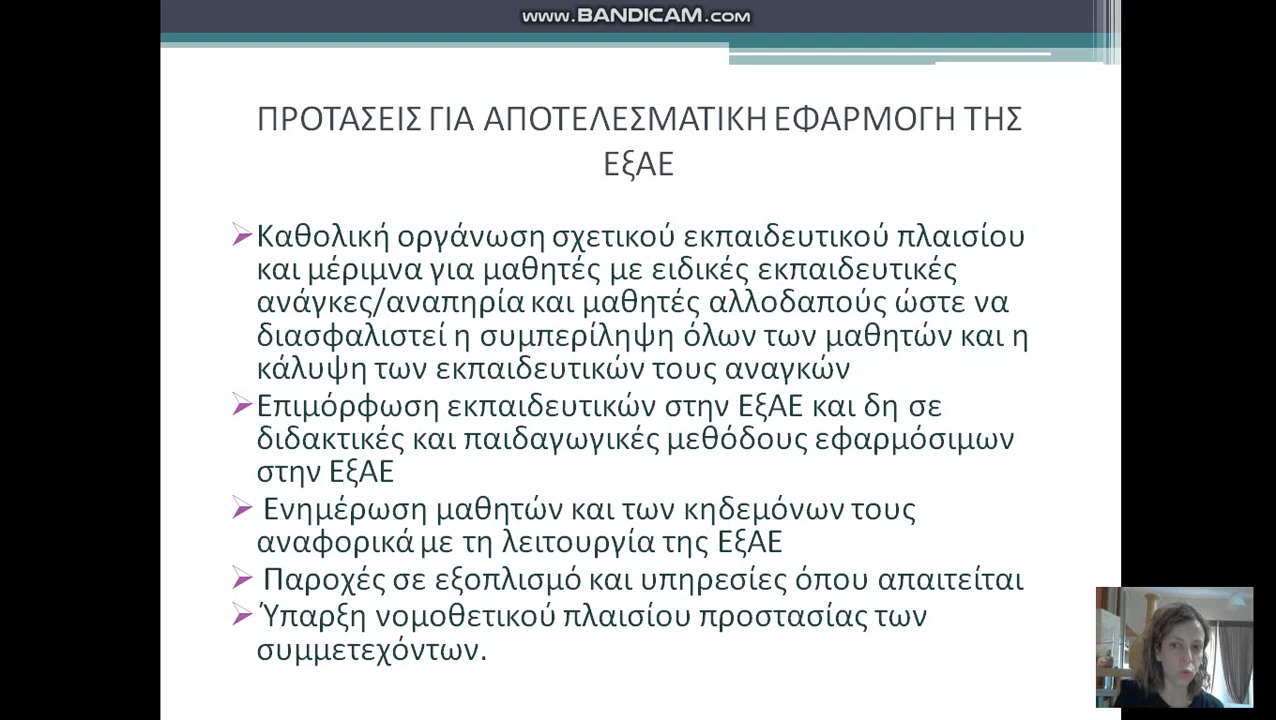 www.BANDICAM.com
ΠΡΟΤΑΣΕΙΣ ΓΙΑ ΑΠΟΤΕΛΕΣΜΑΤΙΚΗ ΕΦΑΡΜΟΓΗ ΤΗΣ
ΕξΑΕ
Καθολική οργάνωση σχετικού εκπαιδευτικού πλαισίου
και μέριμνα για μαθητές με ειδικές εκπαιδευτικές
ανάγκες/αναπηρία και μαθητές αλλοδαπούς ώστε να
διασφαλιστεί η συμπερίληψη όλων των μαθητών και η
κάλυψη των εκπαιδευτικών τους αναγκών
Επιμόρφωση εκπαιδευτικών στην ΕξΑΕ και δη σε
διδακτικές και παιδαγωγικές μεθόδους εφαρμόσιμων
στην ΕξΑΕ
Ενημέρωση μαθητών και των κηδεμόνων τους
αναφορικά με τη λειτουργία της ΕξΑΕ
Παροχές σε εξοπλισμό και υπηρεσίες όπου απαιτείται
Ύπαρξη νομοθετικού πλαισίου προστασίας των
συμμετεχόντων.